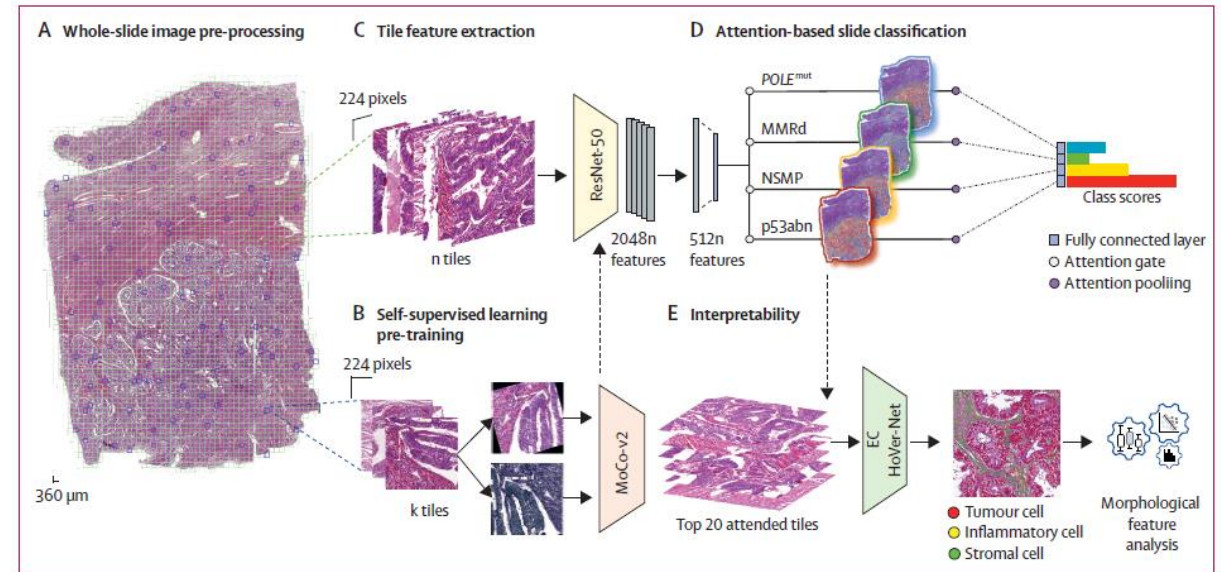 A Whole-slide image pre-processing
360 µm
C Tile feature extraction
224 pixels
n tiles
ResNet-50
2048n
features
512n
features
D Attention-based slide classification
POLEmut
MMRd
NSMP
p53abn
Class scores
Fully connected layer
Attention gate
Attention pooliing
B Self-supervised learning
pre-training
224 pixels
k tiles
MoCo-v2
E Interpretability
Top 20 attended tiles
EC
HoVer-Net
Tumour cell
Inflammatory cell
Stromal cell
Morphological
feature
analysis